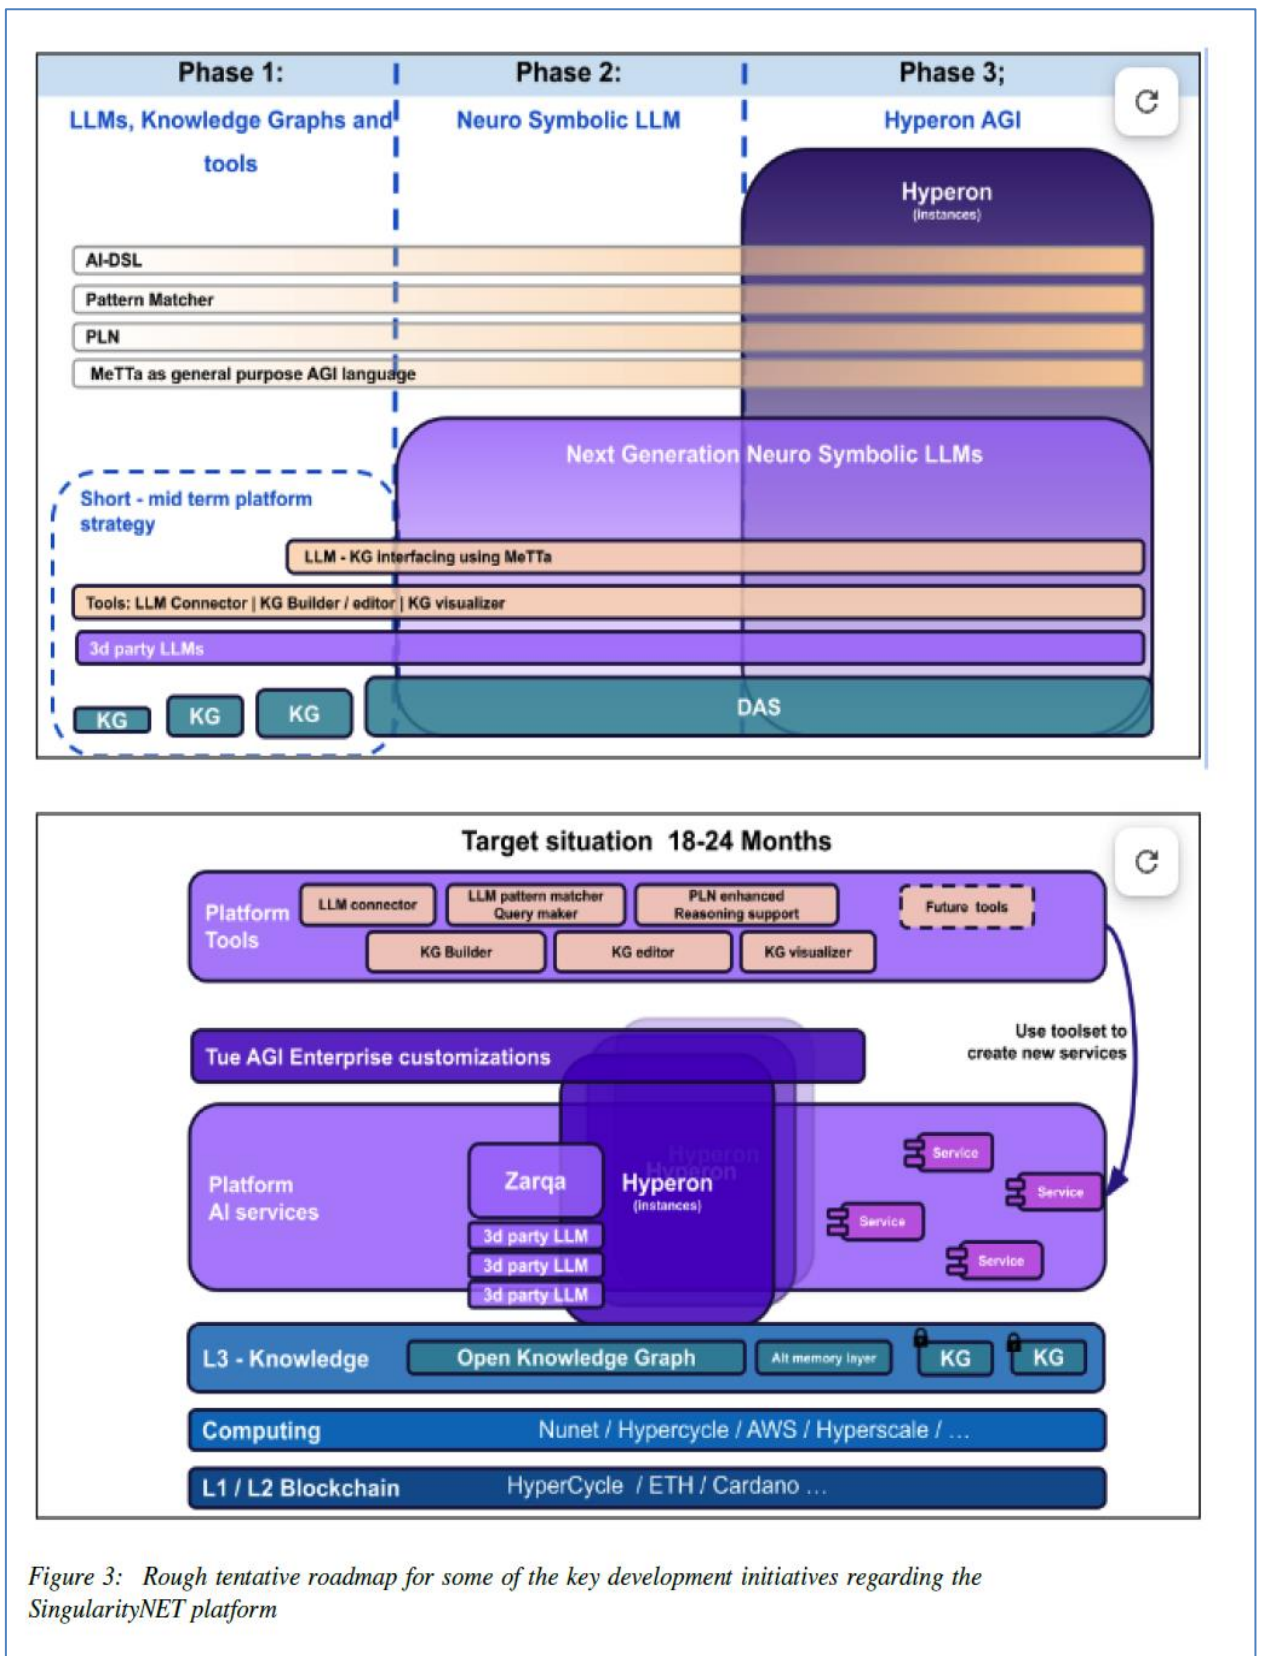 Phase 1:
Phase 2:
Phase 3;
LLMs, Knowledge Graphs and
tools
Neuro Symbolic LLM
Hyperon AGI
Hyperon
(instances)
AI-DSL
Pattern Matcher
PLN
MeTTa as general purpose AGI language
Next Generation Neuro Symbolic LLMs
Short - mid term platform
strategy
LLM - KG interfacing using MeTTa
Tools: LLM Connector | KG Builder / editor | KG visualizer
3d party LLMs
KG
KG
KG
DAS
Target situation 18-24 Months
Platform
Tools
LLM connector
LLM pattern matcher
Query maker
PLN enhanced
Reasoning support
Future tools
KG Builder
KG editor
KG visualizer
Use toolset to
create new services
Tue AGI Enterprise customizations
Platform
AI services
Zarqa
3d party LLM
3d party LLM
3d party LLM
Hyperon
Hyperon
Hyperon
(instances)
Service
Service
Service
Service
L3 - Knowledge
Open Knowledge Graph
Alt memory layer
KG
KG
Computing
Nunet / Hypercycle / AWS / Hyperscale / ...
L1 / L2 Blockchain
HyperCycle / ETH / Cardano ...
Figure 3: Rough tentative roadmap for some of the key development initiatives regarding the
SingularityNET platform